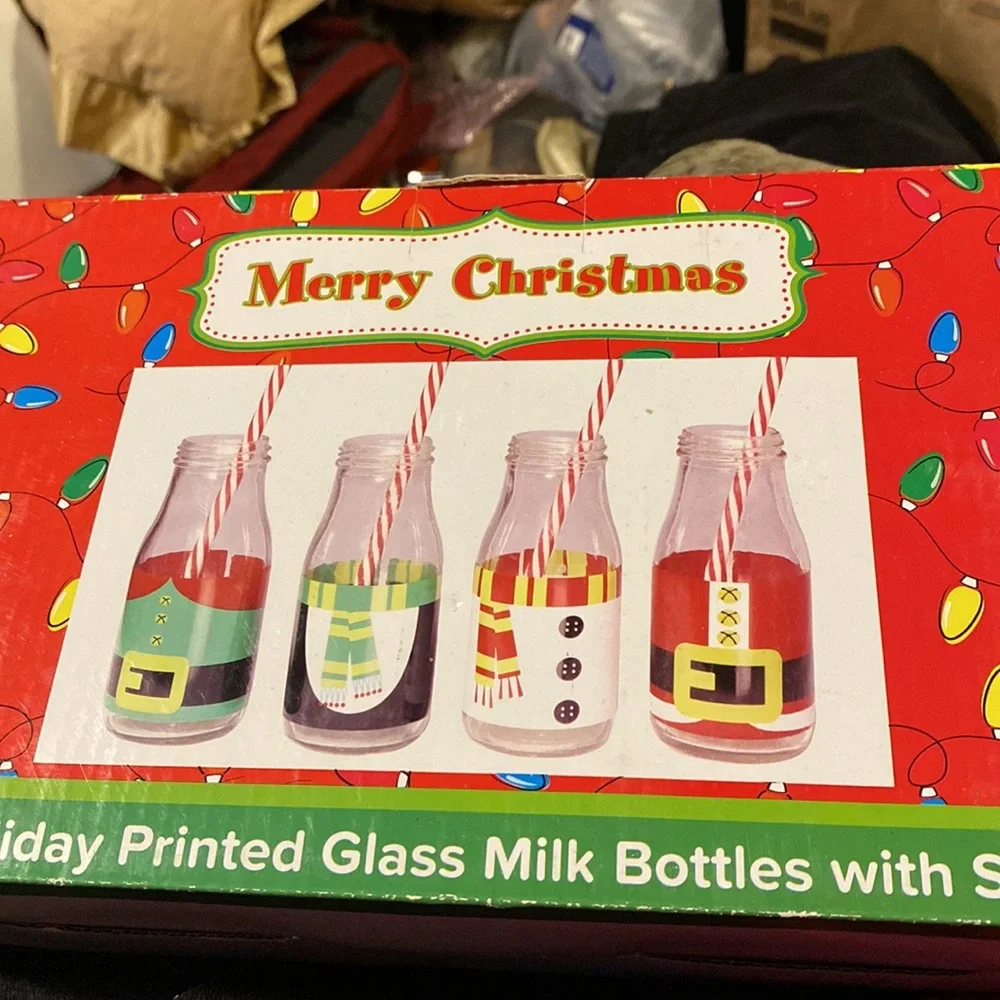 Merry Christmas
iday Printed Glass Milk Bottles with S